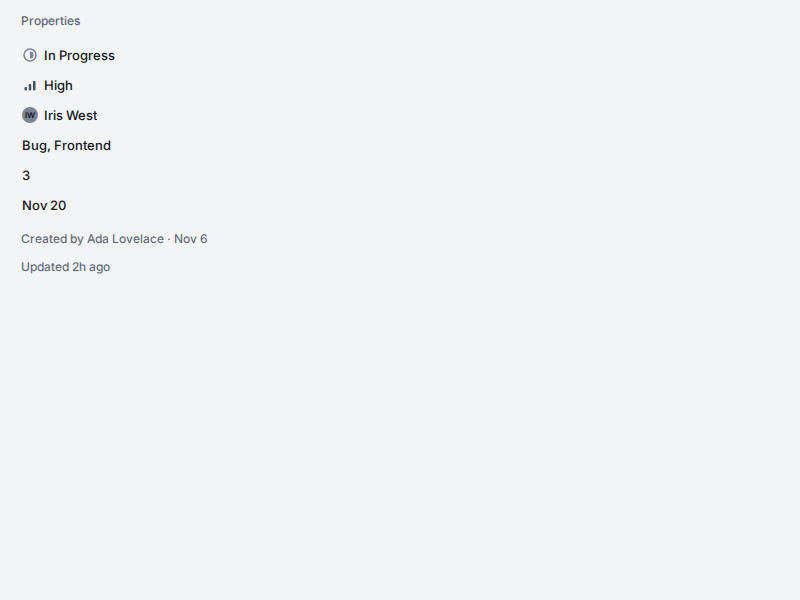 Properties
In Progress
High
IW Iris West
Bug, Frontend
3
Nov 20
Created by Ada Lovelace · Nov 6
Updated 2h ago